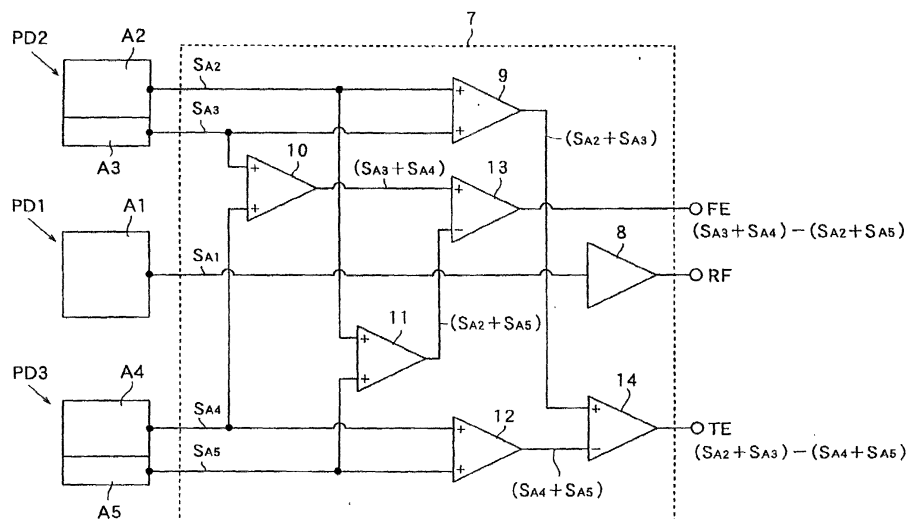 7
PD2
A2
SA2
9
SA3
(SA2+SA3)
A3
10
(SA3+SA4)
13
PD1
A1
FE
(SA3+SA4)-(SA2+SA5)
8
SA1
RF
11
(SA2+SA5)
PD3
A4
14
SA4
12
TE
(SA2+SA3)-(SA4+SA5)
SA5
(SA4+SA5)
A5
+
+
+
+
+
-
+
+
+
+
+
-